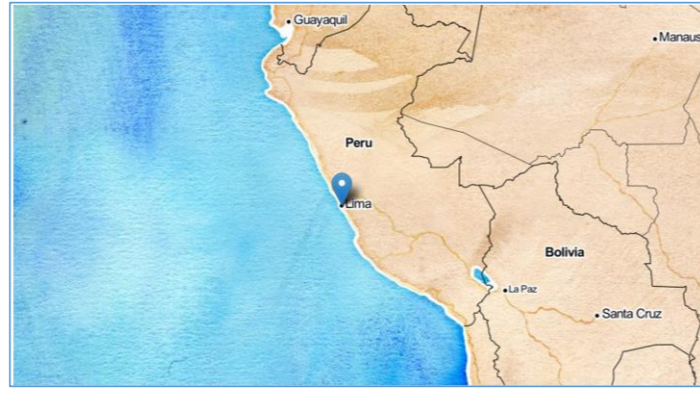 Guayaquil
Manaus
Peru
Lima
Bolivia
La Paz
Santa Cruz